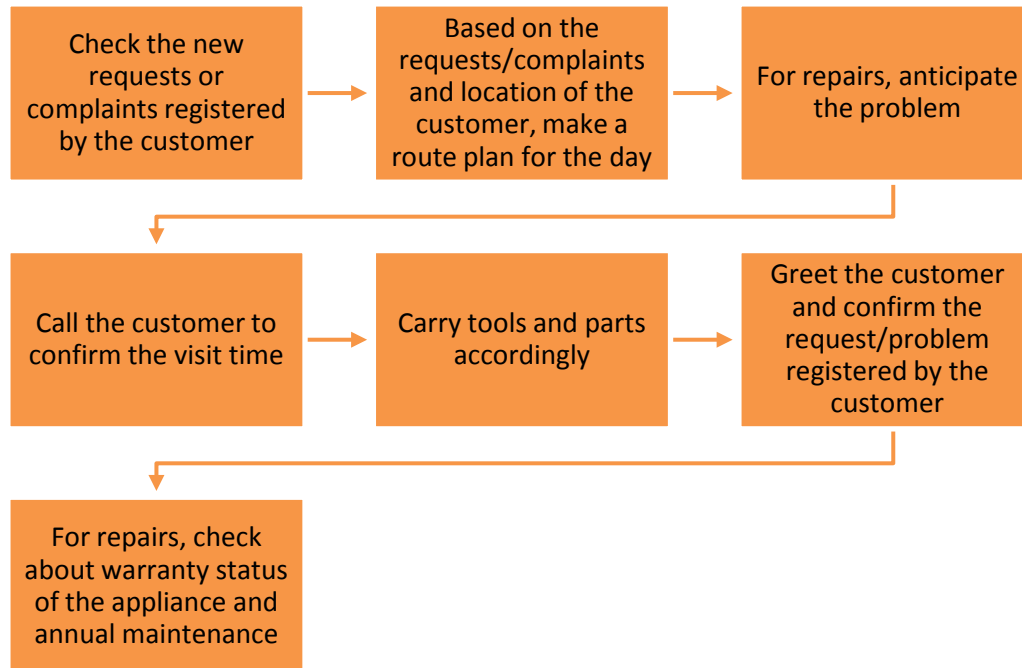 Check the new
requests or
complaints registered
by the customer
Based on the
requests/complaints
and location of the
customer, make a
route plan for the day
For repairs, anticipate
the problem
Call the customer to
confirm the visit time
Carry tools and parts
accordingly
Greet the customer
and confirm the
request/problem
registered by the
customer
For repairs, check
about warranty status
of the appliance and
annual maintenance